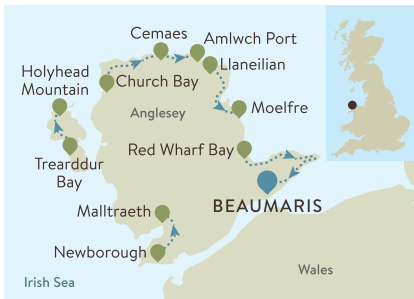 Cemaes
Amlwch Port
Llaneilian
Holyhead
Mountain
Church Bay
Anglesey
Moelfre
Red Wharf Bay
Trearddur
Bay
Malltraeth
BEAUMARIS
Newborough
Irish Sea
Wales